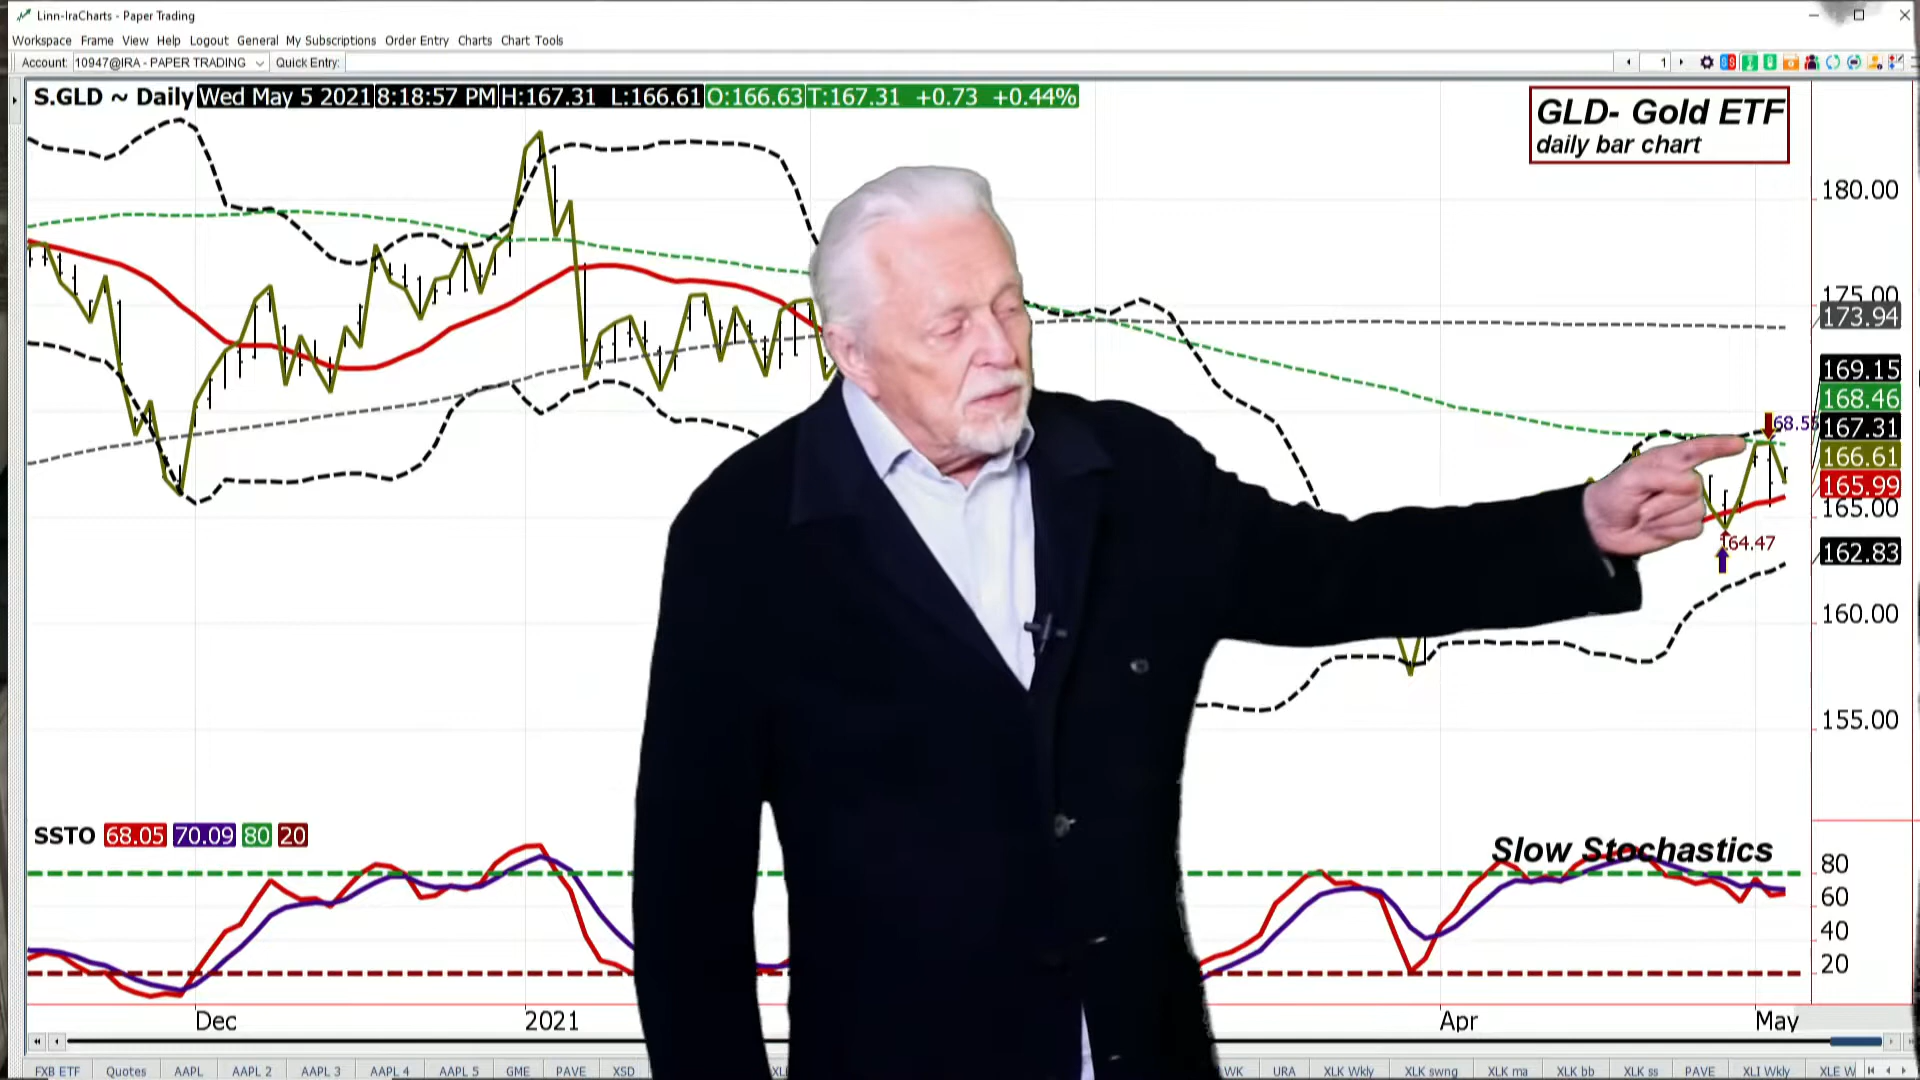 Linn-IraCharts - Paper Trading
Workspace Frame View Help Logout General My Subscriptions Order Entry Charts Chart Tools
Account: 10947@IRA - PAPER TRADING Quick Entry: 1
S.GLD ~ Daily Wed May 5 2021 8:18:57 PM H:167.31 L:166.61 O:166.63 T:167.31 +0.73 +0.44%
GLD- Gold ETF
daily bar chart
180.00
175.00
173.94
169.15
168.46
68.55
167.31
166.61
165.99
165.00
164.47
162.83
160.00
155.00
SSTO 68.05 70.09 80 20
Slow Stochastics
80
60
40
20
Dec 2021 Apr May
FXB ETF Quotes AAPL AAPL 2 AAPL 3 AAPL 4 AAPL 5 GME PAVE XSD URA XLK Wkly XLK swng XLK ma XLK bb XLK ss PAVE XLI Wkly XLE W